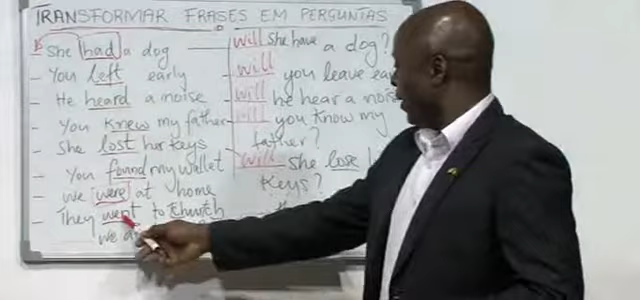 TRANSFORMAR FRASES EM PERGUNTAS
She had a dog
You left early
He heard a noise
You knew my father
She lost her keys
You found my wallet
We were at home
They went to church
We
will she have a dog?
will you leave
will he hear a noise
will you know my
father?
will she lose
keys?